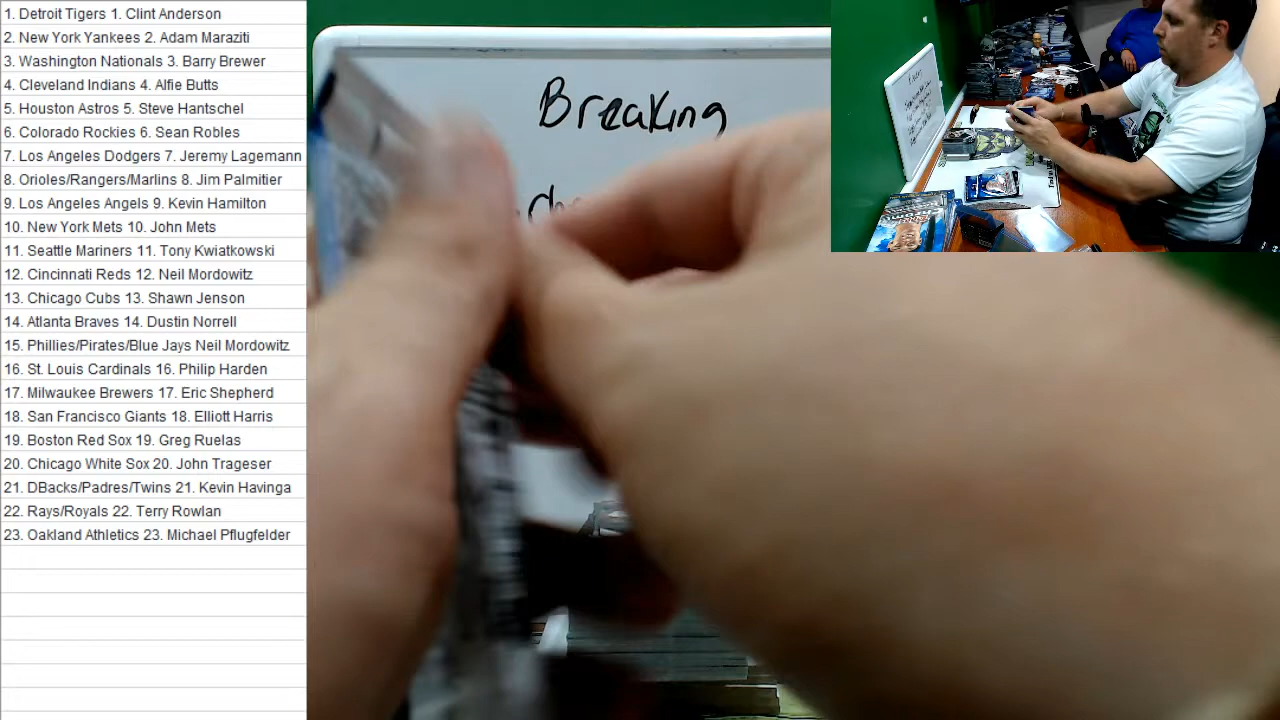 1. Detroit Tigers 1. Clint Anderson
2. New York Yankees 2. Adam Maraziti
3. Washington Nationals 3. Barry Brewer
4. Cleveland Indians 4. Alfie Butts
5. Houston Astros 5. Steve Hantschel
6. Colorado Rockies 6. Sean Robles
7. Los Angeles Dodgers 7. Jeremy Lagemann
8. Orioles/Rangers/Marlins 8. Jim Palmitier
9. Los Angeles Angels 9. Kevin Hamilton
10. New York Mets 10. John Mets
11. Seattle Mariners 11. Tony Kwiatkowski
12. Cincinnati Reds 12. Neil Mordowitz
13. Chicago Cubs 13. Shawn Jenson
14. Atlanta Braves 14. Dustin Norrell
15. Phillies/Pirates/Blue Jays Neil Mordowitz
16. St. Louis Cardinals 16. Philip Harden
17. Milwaukee Brewers 17. Eric Shepherd
18. San Francisco Giants 18. Elliott Harris
19. Boston Red Sox 19. Greg Ruelas
20. Chicago White Sox 20. John Trageser
21. DBacks/Padres/Twins 21. Kevin Havinga
22. Rays/Royals 22. Terry Rowlan
23. Oakland Athletics 23. Michael Pflugfelder
Breaking